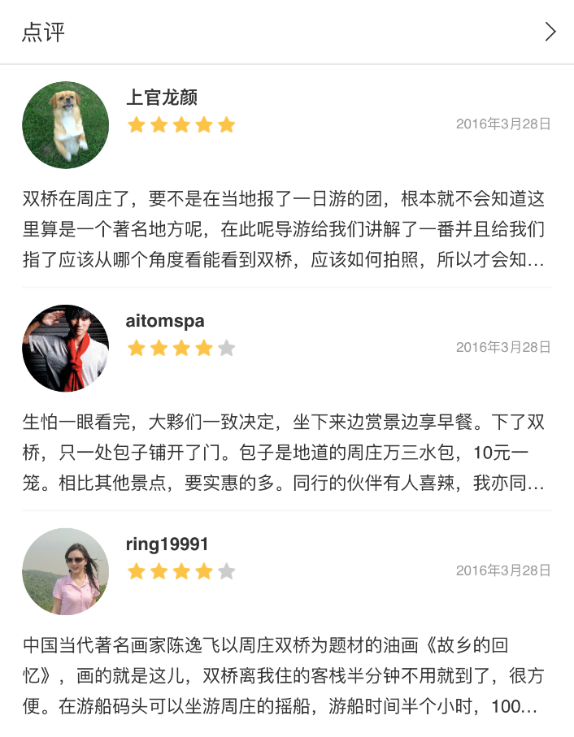 点评
上官龙颜
2016年3月28日
双桥在周庄了，要不是在当地报了一日游的团，根本就不会知道这
里算是一个著名地方呢，在此呢导游给我们讲解了一番并且给我们
指了应该从哪个角度看能看到双桥，应该如何拍照，所以才会知…
aitomspa
2016年3月28日
生怕一眼看完，大夥们一致决定，坐下来边赏景边享早餐。下了双
桥，只一处包子铺开了门。包子是地道的周庄万三水包，10元一
笼。相比其他景点，要实惠的多。同行的伙伴有人喜辣，我亦同…
ring19991
2016年3月28日
中国当代著名画家陈逸飞以周庄双桥为题材的油画《故乡的回
忆》，画的就是这儿，双桥离我住的客栈半分钟不用就到了，很方
便。在游船码头可以坐游周庄的摇船，游船时间半个小时，100…